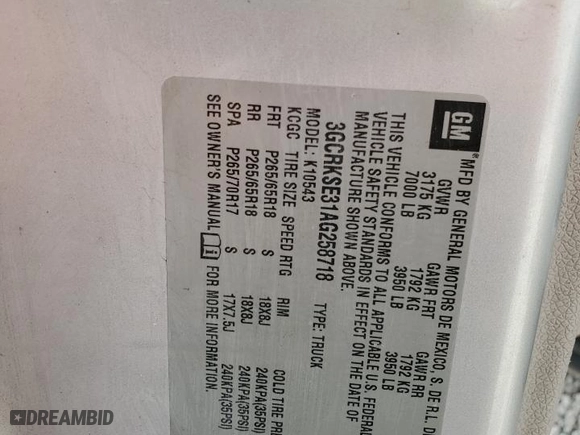 GM
MFD BY GENERAL MOTORS DE MEXICO, S. DE R.L. D
GVWR GAWR FRT GAWR RR
3175 KG 1792 KG 1792 KG
7000 LB 3950 LB 3950 LB
THIS VEHICLE CONFORMS TO ALL APPLICABLE U.S. FEDERAL
VEHICLE SAFETY STANDARDS IN EFFECT ON THE DATE OF
MANUFACTURE SHOWN ABOVE.
3GCRKSE31AG258718 TYPE: TRUCK
MODEL: K10543
KCGC TIRE SIZE SPEED RTG RIM COLD TIRE PR
FRT P265/65R18 S 18X8J 240KPA(35PSI)
RR P265/65R18 S 18X8J 240KPA(35PSI)
SPA P265/70R17 S 17X7.5J 240KPA(35PSI)
SEE OWNER'S MANUAL i FOR MORE INFORMATION.
DREAMBID